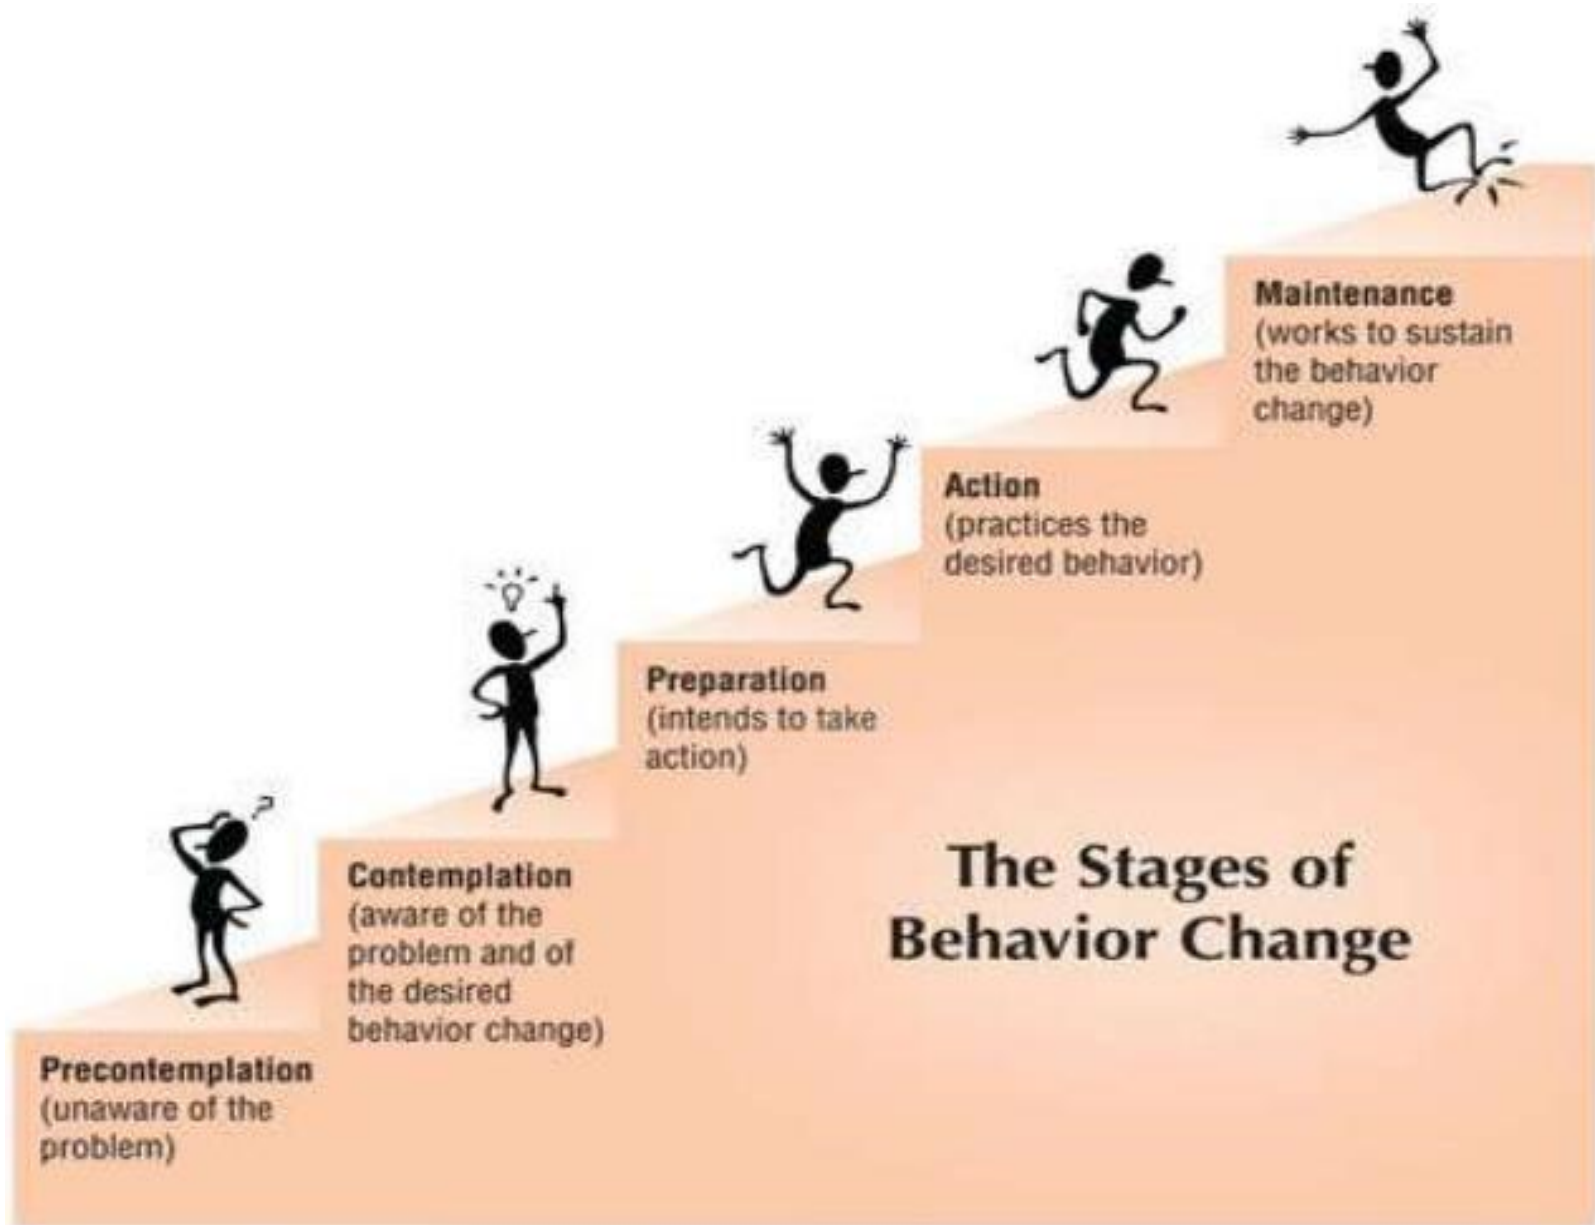 Maintenance
(works to sustain
the behavior
change)
Action
(practices the
desired behavior)
Preparation
(intends to take
action)
Contemplation
(aware of the
problem and of
the desired
behavior change)
Precontemplation
(unaware of the
problem)
The Stages of
Behavior Change
?